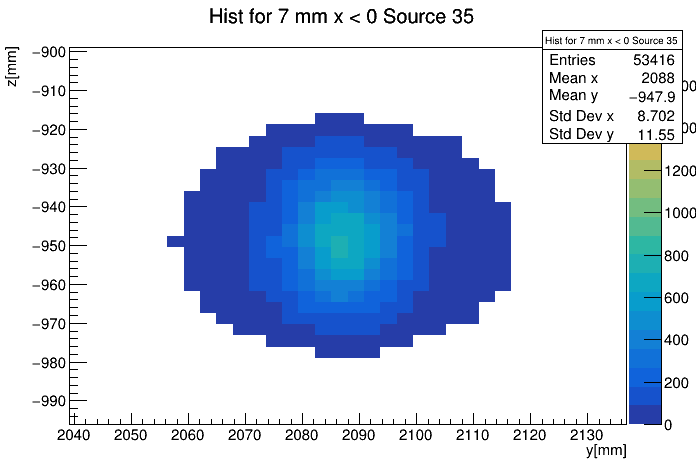 Hist for 7 mm x < 0 Source 35
Hist for 7 mm x < 0 Source 35
Entries 53416
Mean x 2088
Mean y −947.9
Std Dev x 8.702
Std Dev y 11.55
z[mm]
−900
−910
−920
−930
−940
−950
−960
−970
−980
−990
2040 2050 2060 2070 2080 2090 2100 2110 2120 2130
y[mm]
1200
1000
800
600
400
200
0